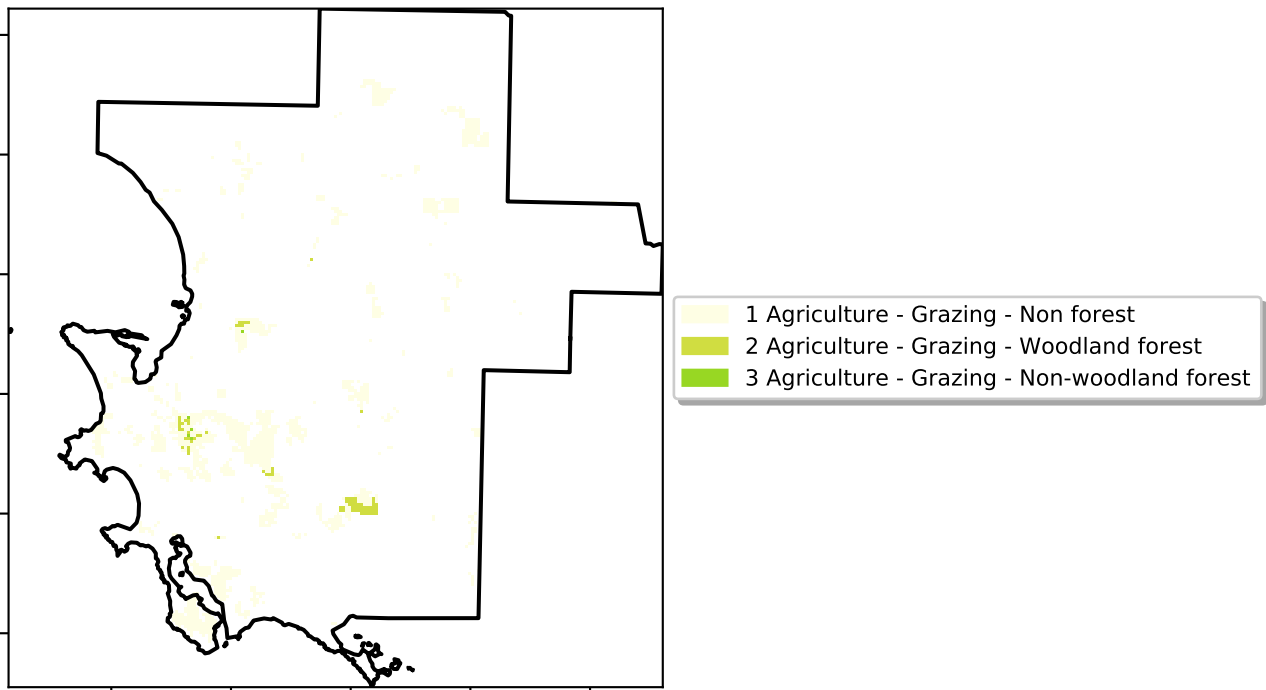 1 Agriculture - Grazing - Non forest
2 Agriculture - Grazing - Woodland forest
3 Agriculture - Grazing - Non-woodland forest